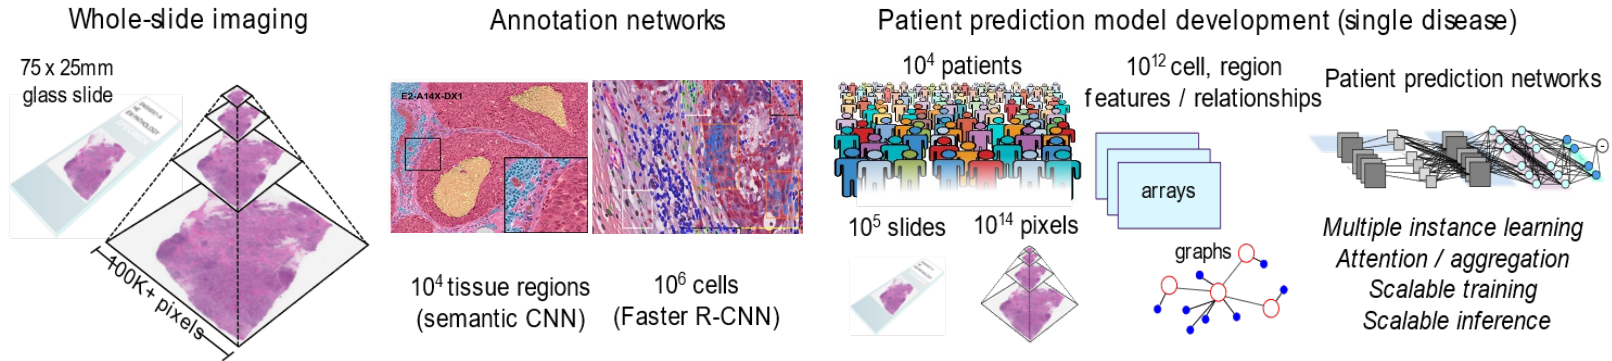 Whole-slide imaging
75 x 25mm
glass slide
100K+ pixels
Annotation networks
E2-A14X-DX1
10⁴ tissue regions
(semantic CNN)
10⁶ cells
(Faster R-CNN)
Patient prediction model development (single disease)
10⁴ patients
10⁵ slides
10¹⁴ pixels
10¹² cell, region
features / relationships
arrays
graphs
Patient prediction networks
Multiple instance learning
Attention / aggregation
Scalable training
Scalable inference